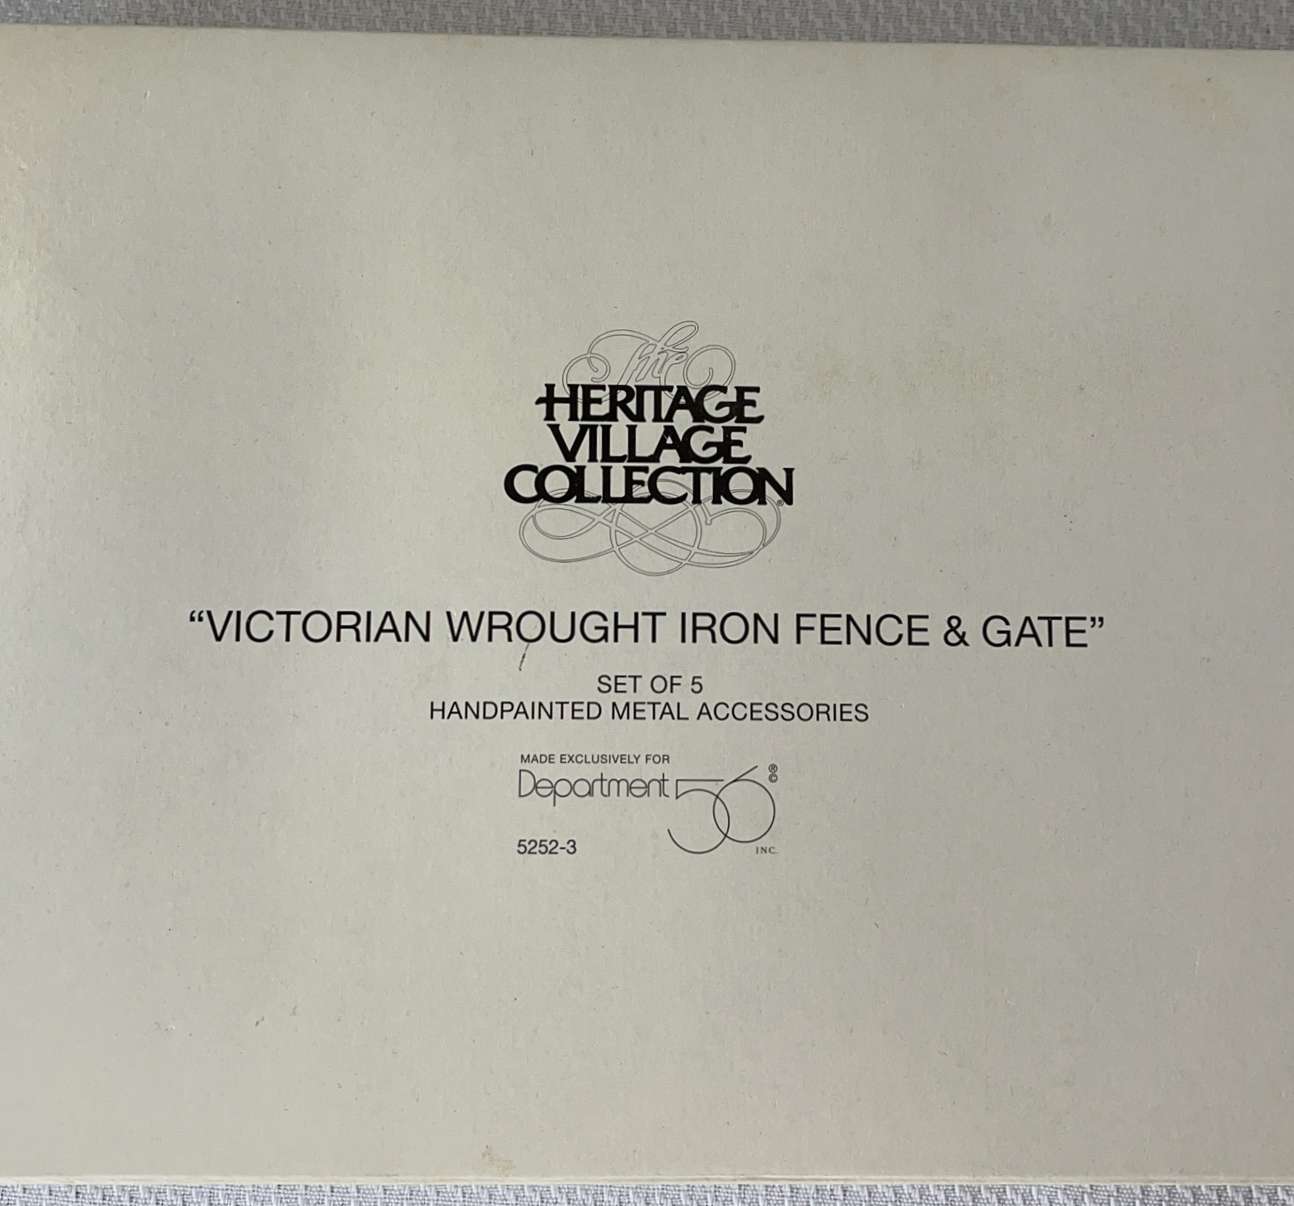 The
HERITAGE
VILLAGE
COLLECTION®
“VICTORIAN WROUGHT IRON FENCE & GATE”
SET OF 5
HANDPAINTED METAL ACCESSORIES
MADE EXCLUSIVELY FOR
Department 56 ® ©
INC.
5252-3